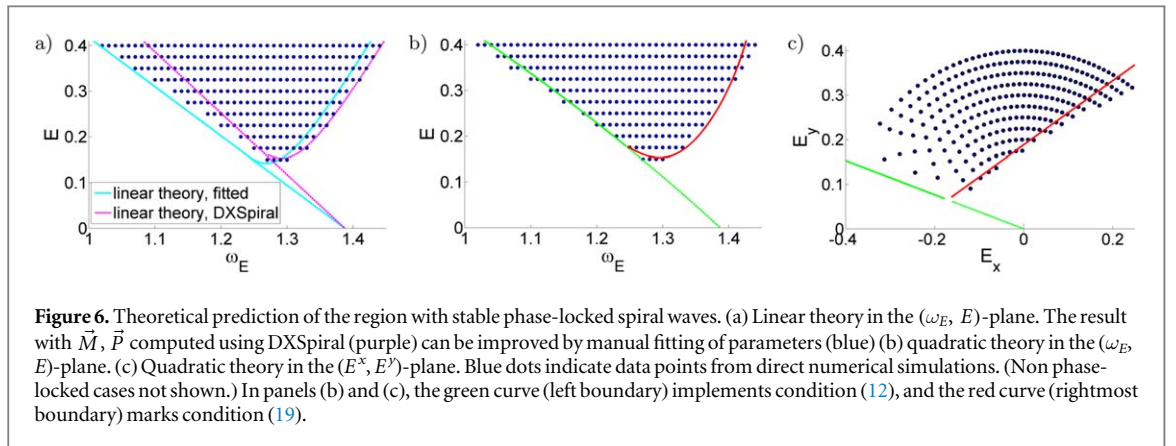 a)
0.4
0.3
0.2
0.1
0
E
linear theory, fitted
linear theory, DXSpiral
1 1.1 1.2 1.3 1.4
ω_E
b)
0.4
0.3
0.2
0.1
0
E
1 1.1 1.2 1.3 1.4
ω_E
c)
0.4
0.3
0.2
0.1
0
E_y
-0.4 -0.2 0 0.2
E_x
Figure 6. Theoretical prediction of the region with stable phase-locked spiral waves. (a) Linear theory in the (ω_E, E)-plane. The result
with M⃗, P⃗ computed using DXSpiral (purple) can be improved by manual fitting of parameters (blue) (b) quadratic theory in the (ω_E,
E)-plane. (c) Quadratic theory in the (E^x, E^y)-plane. Blue dots indicate data points from direct numerical simulations. (Non phase-
locked cases not shown.) In panels (b) and (c), the green curve (left boundary) implements condition (12), and the red curve (rightmost
boundary) marks condition (19).